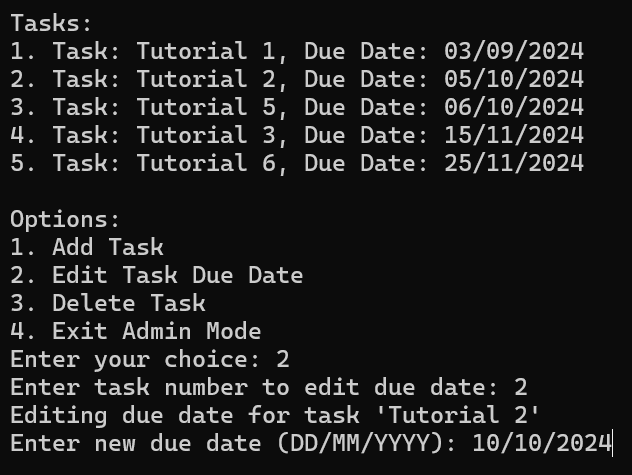 Tasks:
1. Task: Tutorial 1, Due Date: 03/09/2024
2. Task: Tutorial 2, Due Date: 05/10/2024
3. Task: Tutorial 5, Due Date: 06/10/2024
4. Task: Tutorial 3, Due Date: 15/11/2024
5. Task: Tutorial 6, Due Date: 25/11/2024

Options:
1. Add Task
2. Edit Task Due Date
3. Delete Task
4. Exit Admin Mode
Enter your choice: 2
Enter task number to edit due date: 2
Editing due date for task 'Tutorial 2'
Enter new due date (DD/MM/YYYY): 10/10/2024